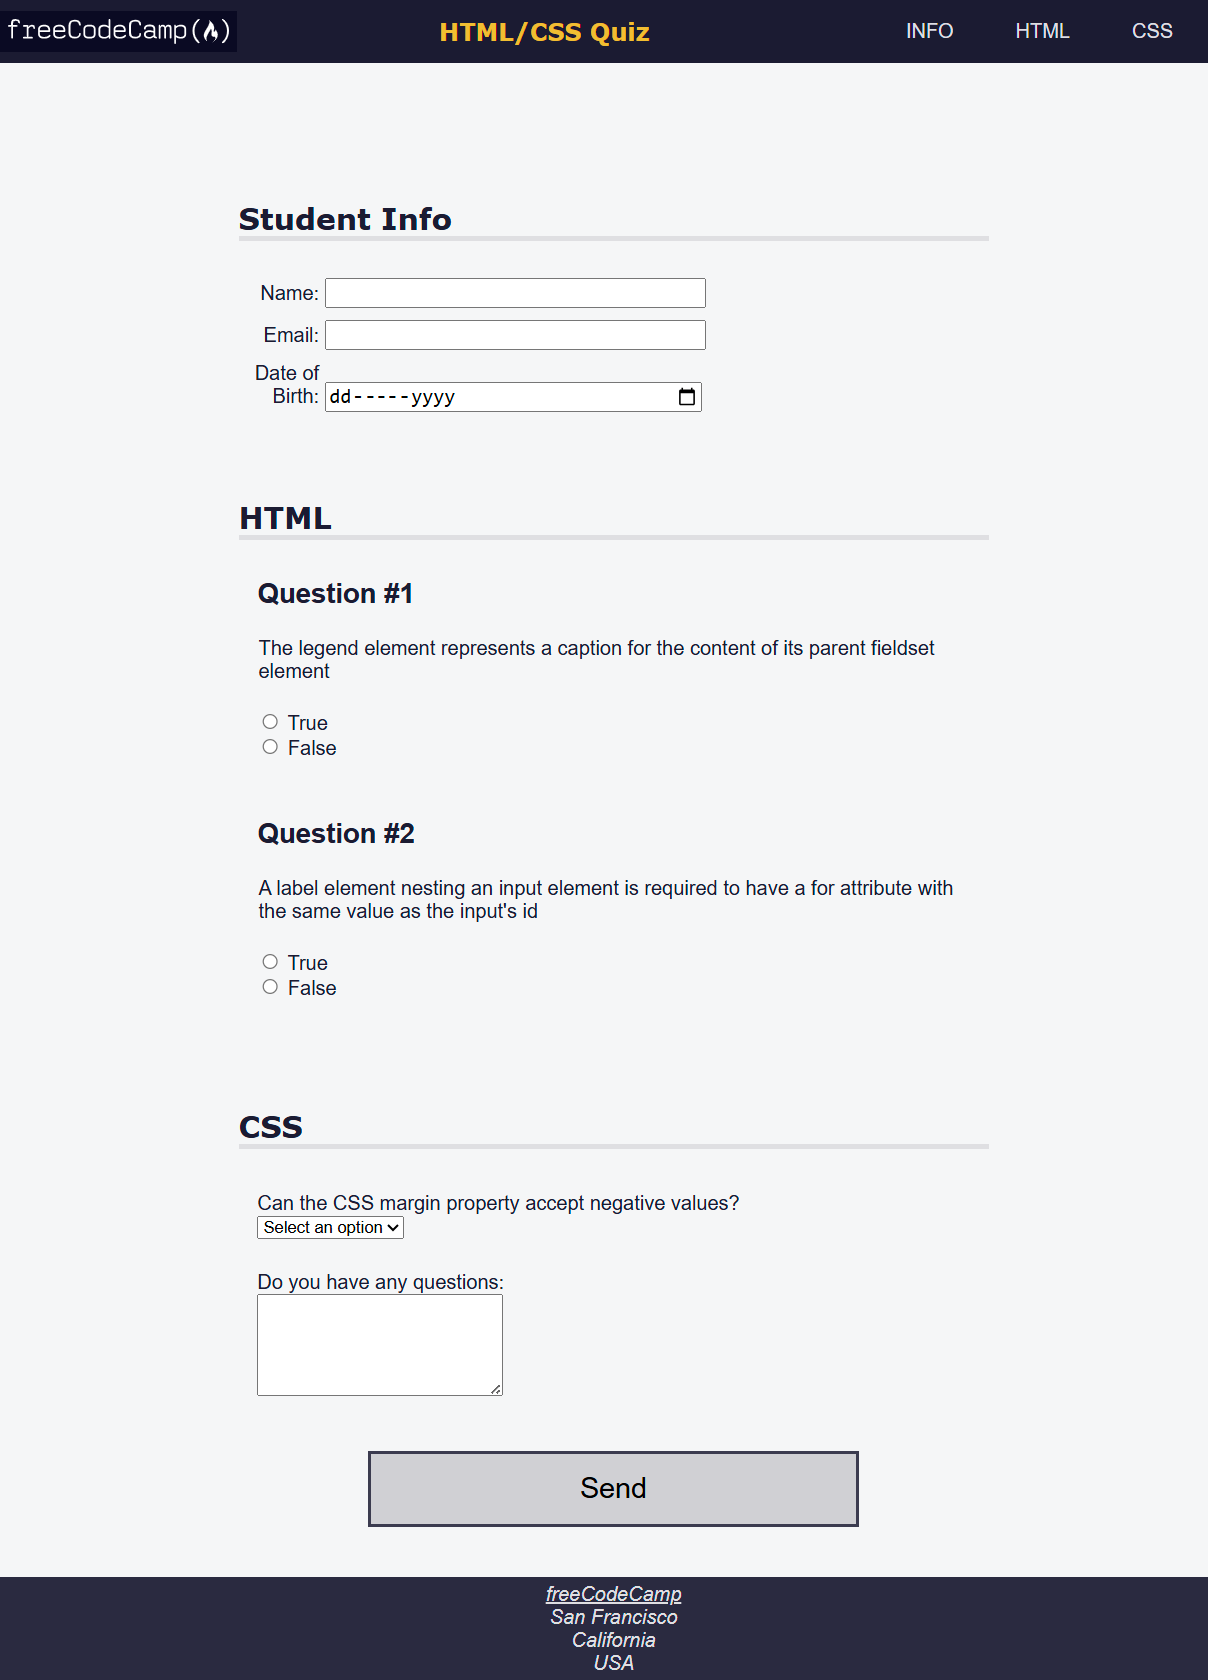 freeCodeCamp(🔥)
HTML/CSS Quiz
INFO
HTML
CSS
Student Info
Name:
Email:
Date of
Birth:
dd-----yyyy
HTML
Question #1
The legend element represents a caption for the content of its parent fieldset
element
True
False
Question #2
A label element nesting an input element is required to have a for attribute with
the same value as the input's id
True
False
CSS
Can the CSS margin property accept negative values?
Select an option
Do you have any questions:
Send
freeCodeCamp
San Francisco
California
USA